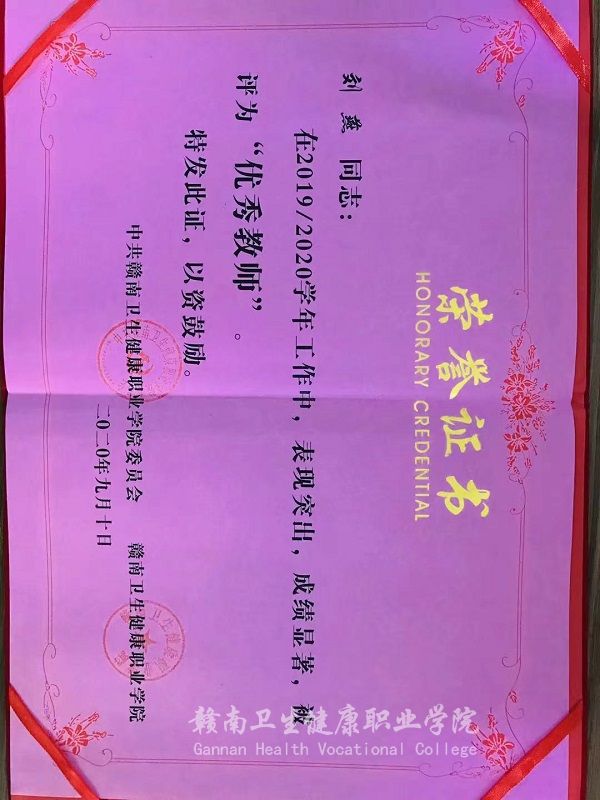 荣誉证书
HONORARY CREDENTIAL
刘燕 同志：
在2019/2020学年工作中，表现突出，成绩显著，被
评为“优秀教师”。
特发此证，以资鼓励。
中共赣南卫生健康职业学院委员会 赣南卫生健康职业学院
二〇二〇年九月十日
赣南卫生健康职业学院
Gannan Health Vocational College